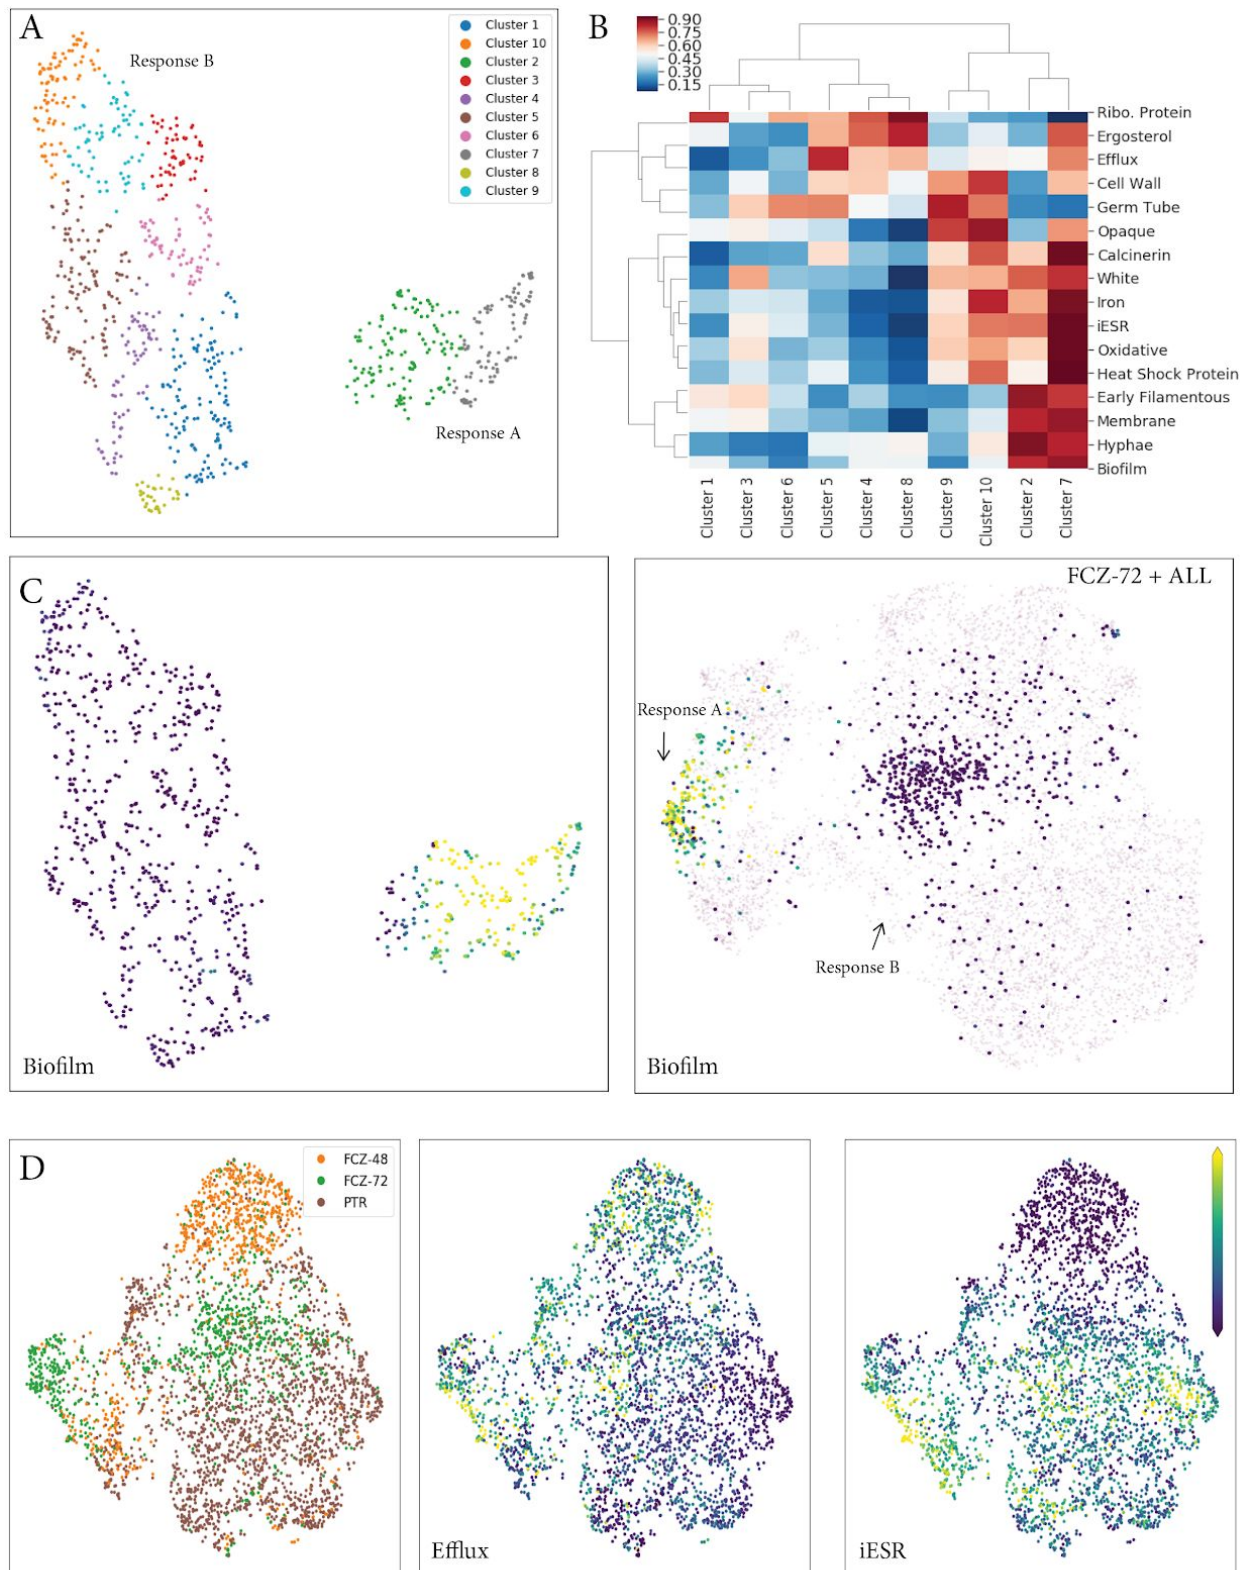 A
Response B
Cluster 1
Cluster 10
Cluster 2
Cluster 3
Cluster 4
Cluster 5
Cluster 6
Cluster 7
Cluster 8
Cluster 9
Response A
B
0.90
0.75
0.60
0.45
0.30
0.15
Ribo. Protein
Ergosterol
Efflux
Cell Wall
Germ Tube
Opaque
Calcinerin
White
Iron
iESR
Oxidative
Heat Shock Protein
Early Filamentous
Membrane
Hyphae
Biofilm
Cluster 1
Cluster 3
Cluster 6
Cluster 5
Cluster 4
Cluster 8
Cluster 9
Cluster 10
Cluster 2
Cluster 7
C
Biofilm
FCZ-72 + ALL
Response A
Response B
Biofilm
D
FCZ-48
FCZ-72
PTR
Efflux
iESR